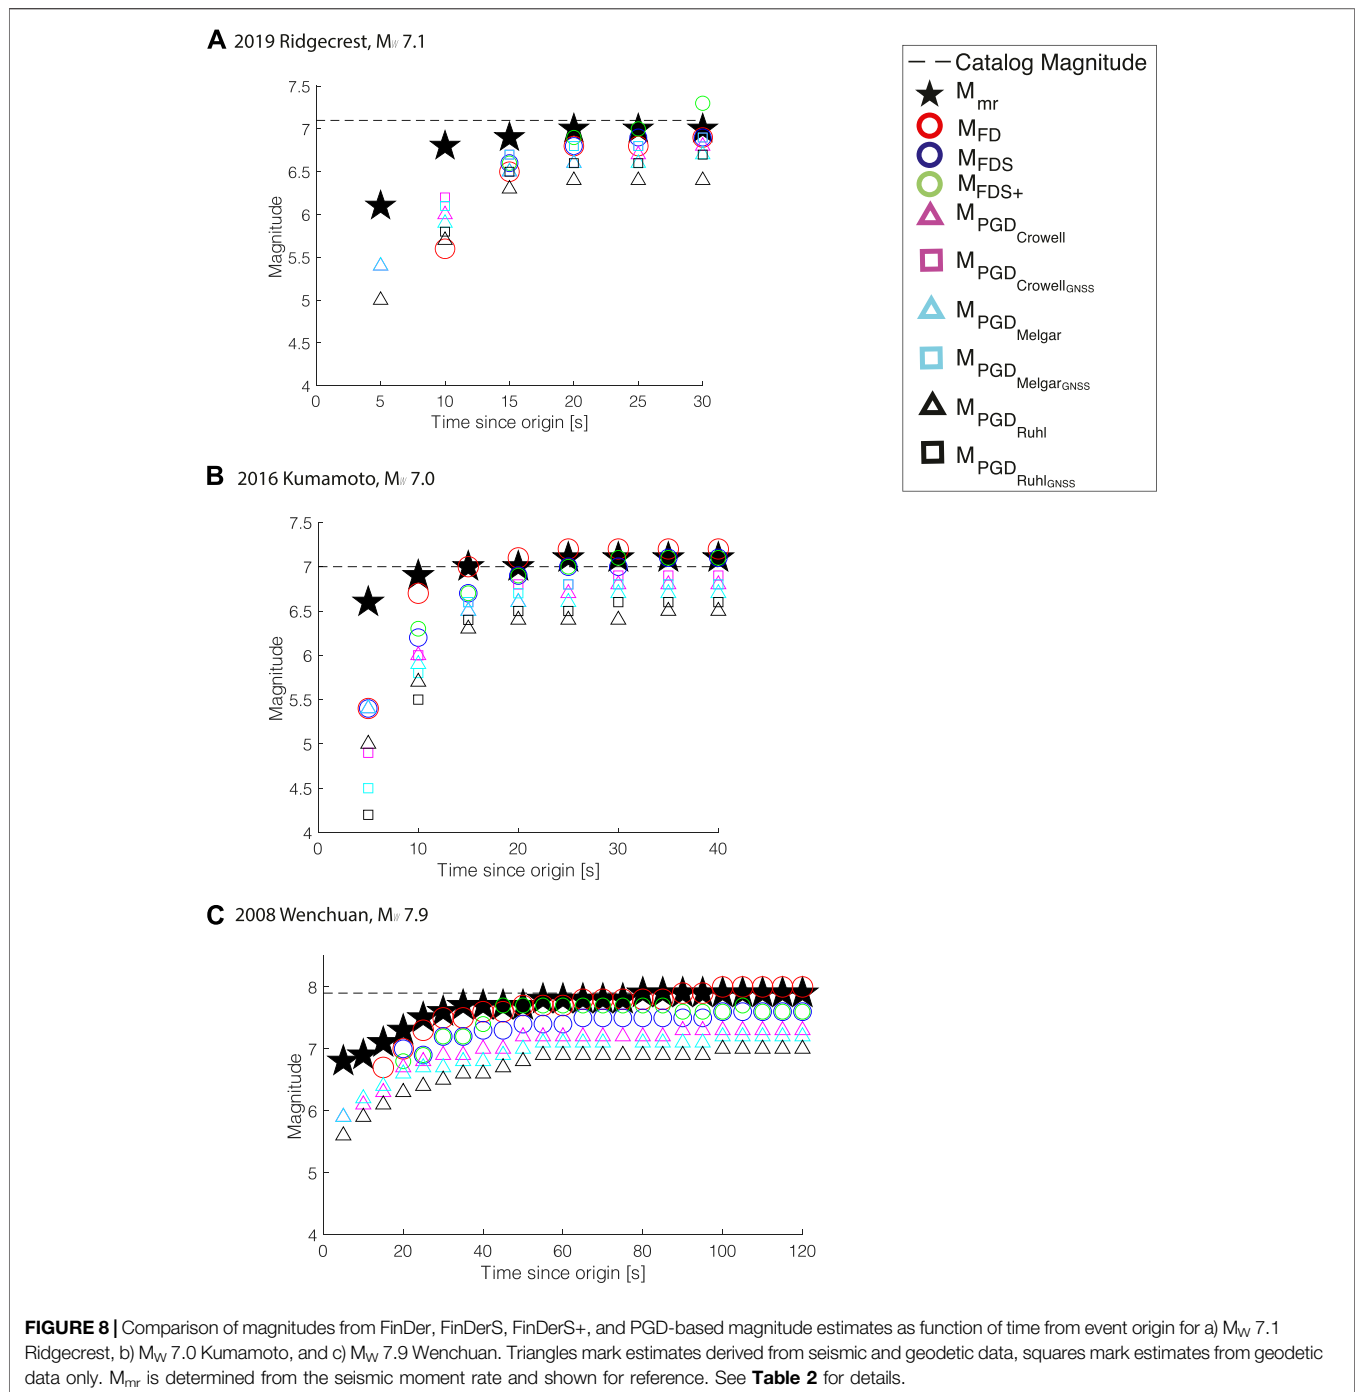 A 2019 Ridgecrest, MW 7.1
7.5
7
6.5
6
5.5
5
4.5
4
Magnitude
0 5 10 15 20 25 30
Time since origin [s]
Catalog Magnitude
Mmr
MFD
MFDS
MFDS+
MPGDCrowell
MPGDCrowellGNSS
MPGDMelgar
MPGDMelgarGNSS
MPGDRuhl
MPGDRuhlGNSS
B 2016 Kumamoto, MW 7.0
7.5
7
6.5
6
5.5
5
4.5
4
Magnitude
0 10 20 30 40
Time since origin [s]
C 2008 Wenchuan, MW 7.9
8
7
6
5
4
Magnitude
0 20 40 60 80 100 120
Time since origin [s]
FIGURE 8 | Comparison of magnitudes from FinDer, FinDerS, FinDerS+, and PGD-based magnitude estimates as function of time from event origin for a) MW 7.1
Ridgecrest, b) MW 7.0 Kumamoto, and c) MW 7.9 Wenchuan. Triangles mark estimates derived from seismic and geodetic data, squares mark estimates from geodetic
data only. Mmr is determined from the seismic moment rate and shown for reference. See Table 2 for details.